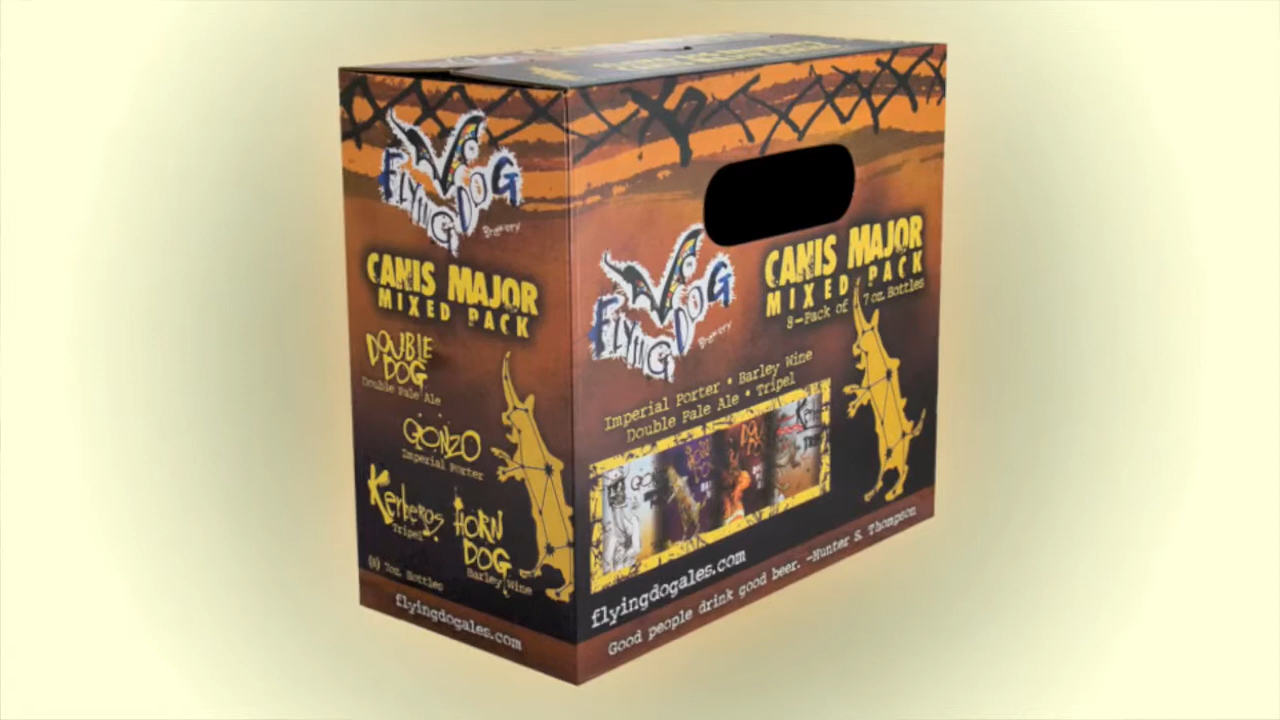 FLYING DOG
Brewery
CANIS MAJOR
MIXED PACK
DOUBLE
DOG
Double Pale Ale
GONZO
Imperial Porter
Kerberos
Tripel
HORN
DOG
Barley Wine
(8) 7oz. Bottles
flyingdogales.com
FLYING DOG
Brewery
CANIS MAJOR
MIXED PACK
8-Pack of 7 oz. Bottles
Imperial Porter • Barley Wine
Double Pale Ale • Tripel
flyingdogales.com
Good people drink good beer. -Hunter S. Thompson